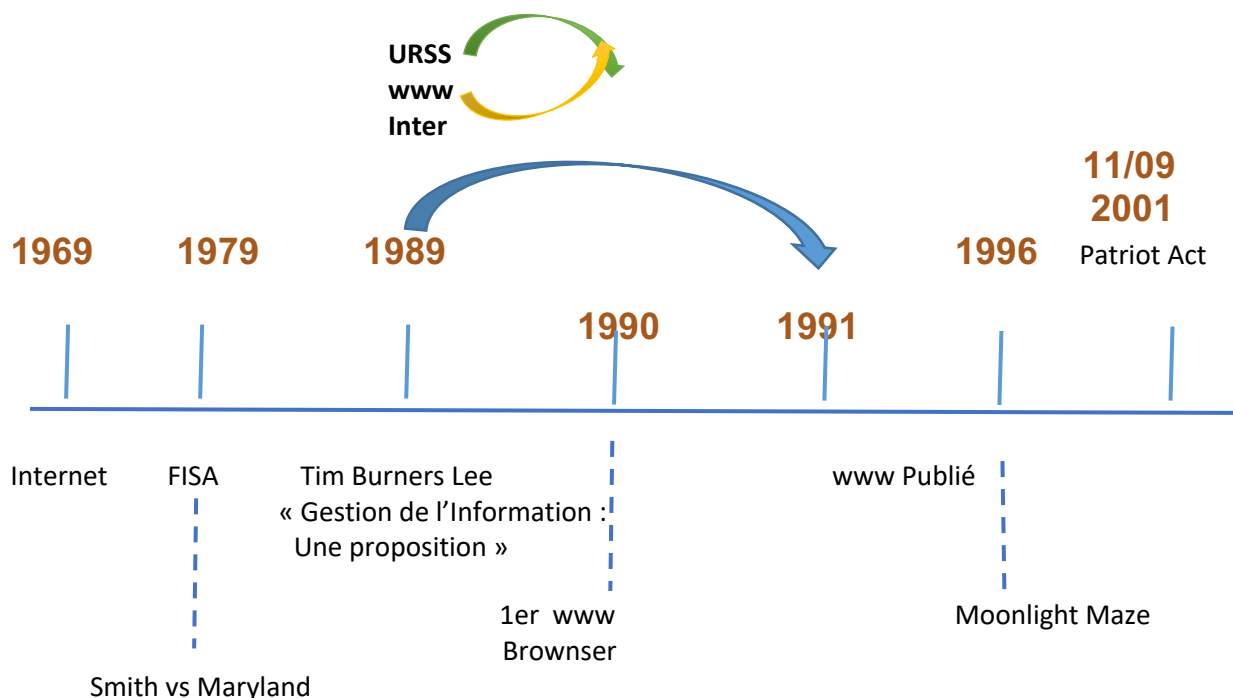 URSS
www
Inter
11/09
2001
1969
1979
1989
1996
Patriot Act
1990
1991
Internet
FISA
Tim Burners Lee
« Gestion de l’Information :
Une proposition »
www Publié
1er www
Brownser
Moonlight Maze
Smith vs Maryland